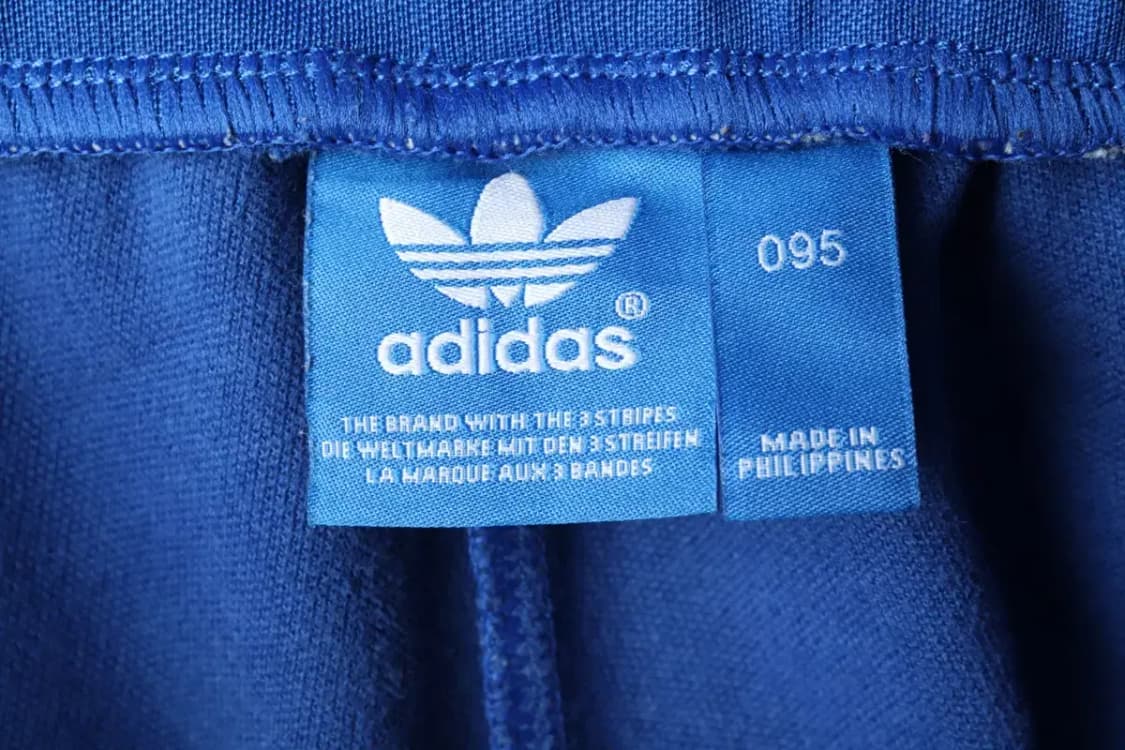 adidas®
THE BRAND WITH THE 3 STRIPES
DIE WELTMARKE MIT DEN 3 STREIFEN
LA MARQUE AUX 3 BANDES
095
MADE IN
PHILIPPINES